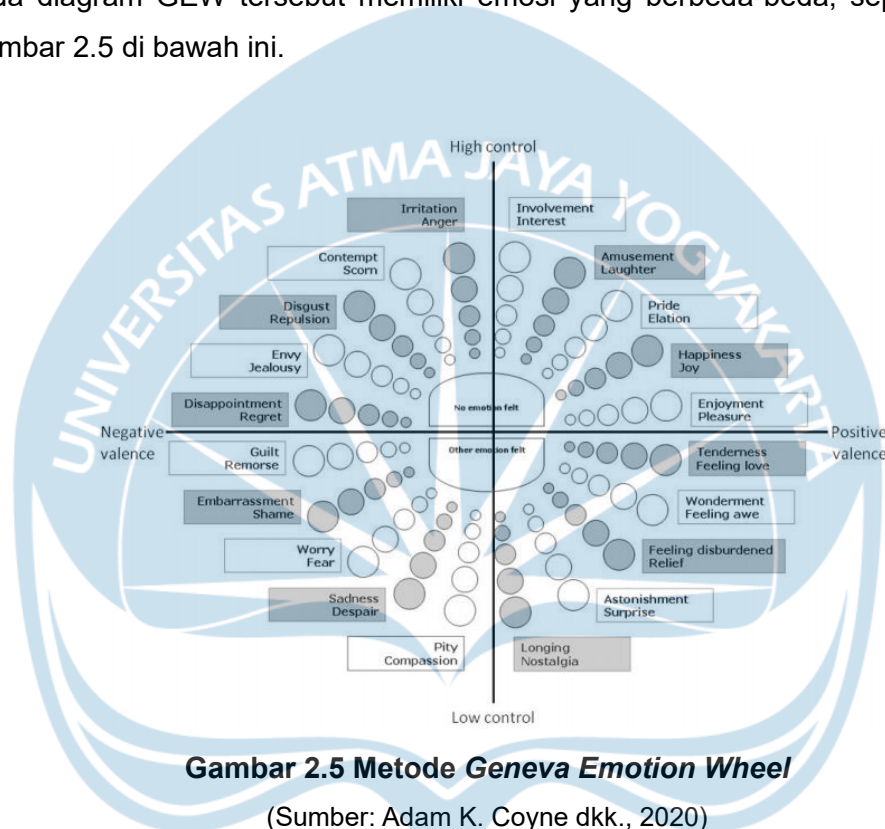 da diagram GEW tersebut memiliki emosi yang berbeda-beda, sep
mbar 2.5 di bawah ini.
UNIVERSITAS ATMA JAYA YOGYAKARTA
High control
Irritation
Anger
Involvement
Interest
Contempt
Scorn
Amusement
Laughter
Disgust
Repulsion
Pride
Elation
Envy
Jealousy
Happiness
Joy
Disappointment
Regret
No emotion felt
Enjoyment
Pleasure
Negative
valence
Positive
valence
Guilt
Remorse
Other emotion felt
Tenderness
Feeling love
Embarrassment
Shame
Wonderment
Feeling awe
Worry
Fear
Feeling disburdened
Relief
Sadness
Despair
Astonishment
Surprise
Pity
Compassion
Longing
Nostalgia
Low control
Gambar 2.5 Metode Geneva Emotion Wheel
(Sumber: Adam K. Coyne dkk., 2020)